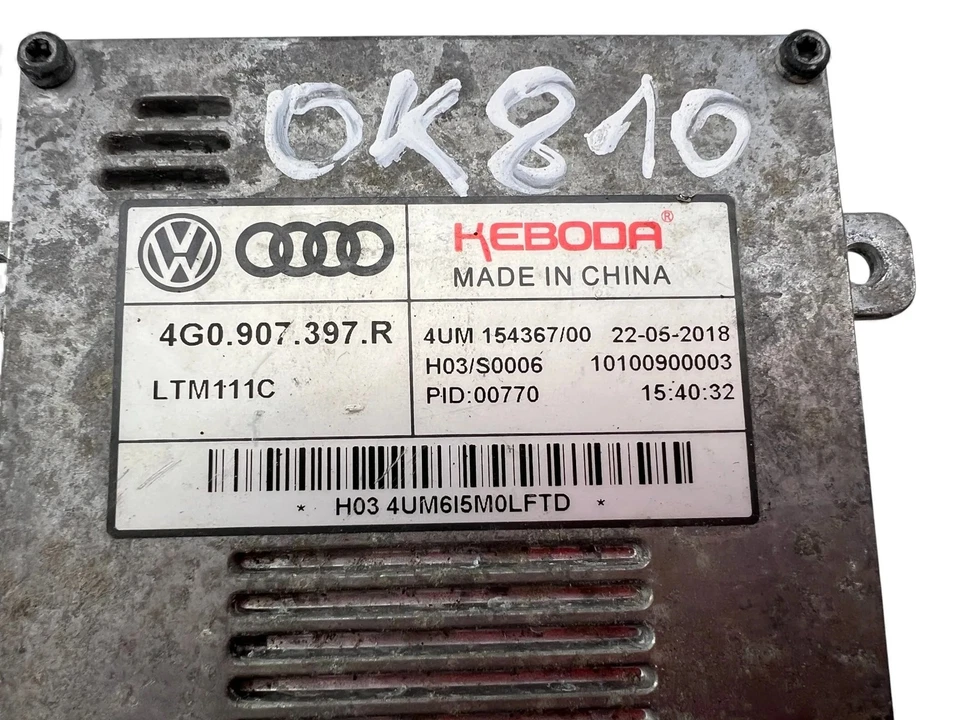 OK810
VW
KEBODA®
MADE IN CHINA
4G0.907.397.R
LTM111C
4UM 154367/00 22-05-2018
H03/S0006 10100900003
PID:00770 15:40:32
* H03 4UM6I5M0LFTD *